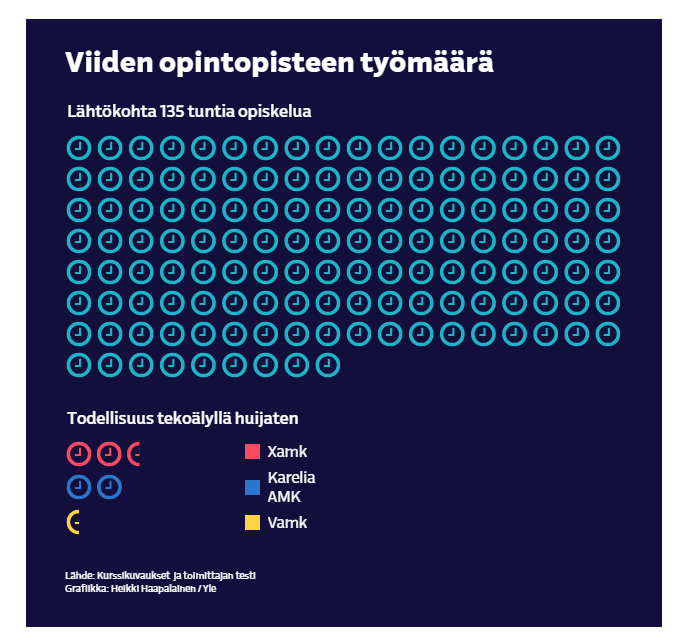 Viiden opintopisteen työmäärä
Lähtökohta 135 tuntia opiskelua
Todellisuus tekoälyllä huijaten
Xamk
Karelia
AMK
Vamk
Lähde: Kurssikuvaukset ja toimittajan testi
Grafiikka: Heikki Haapalainen / Yle